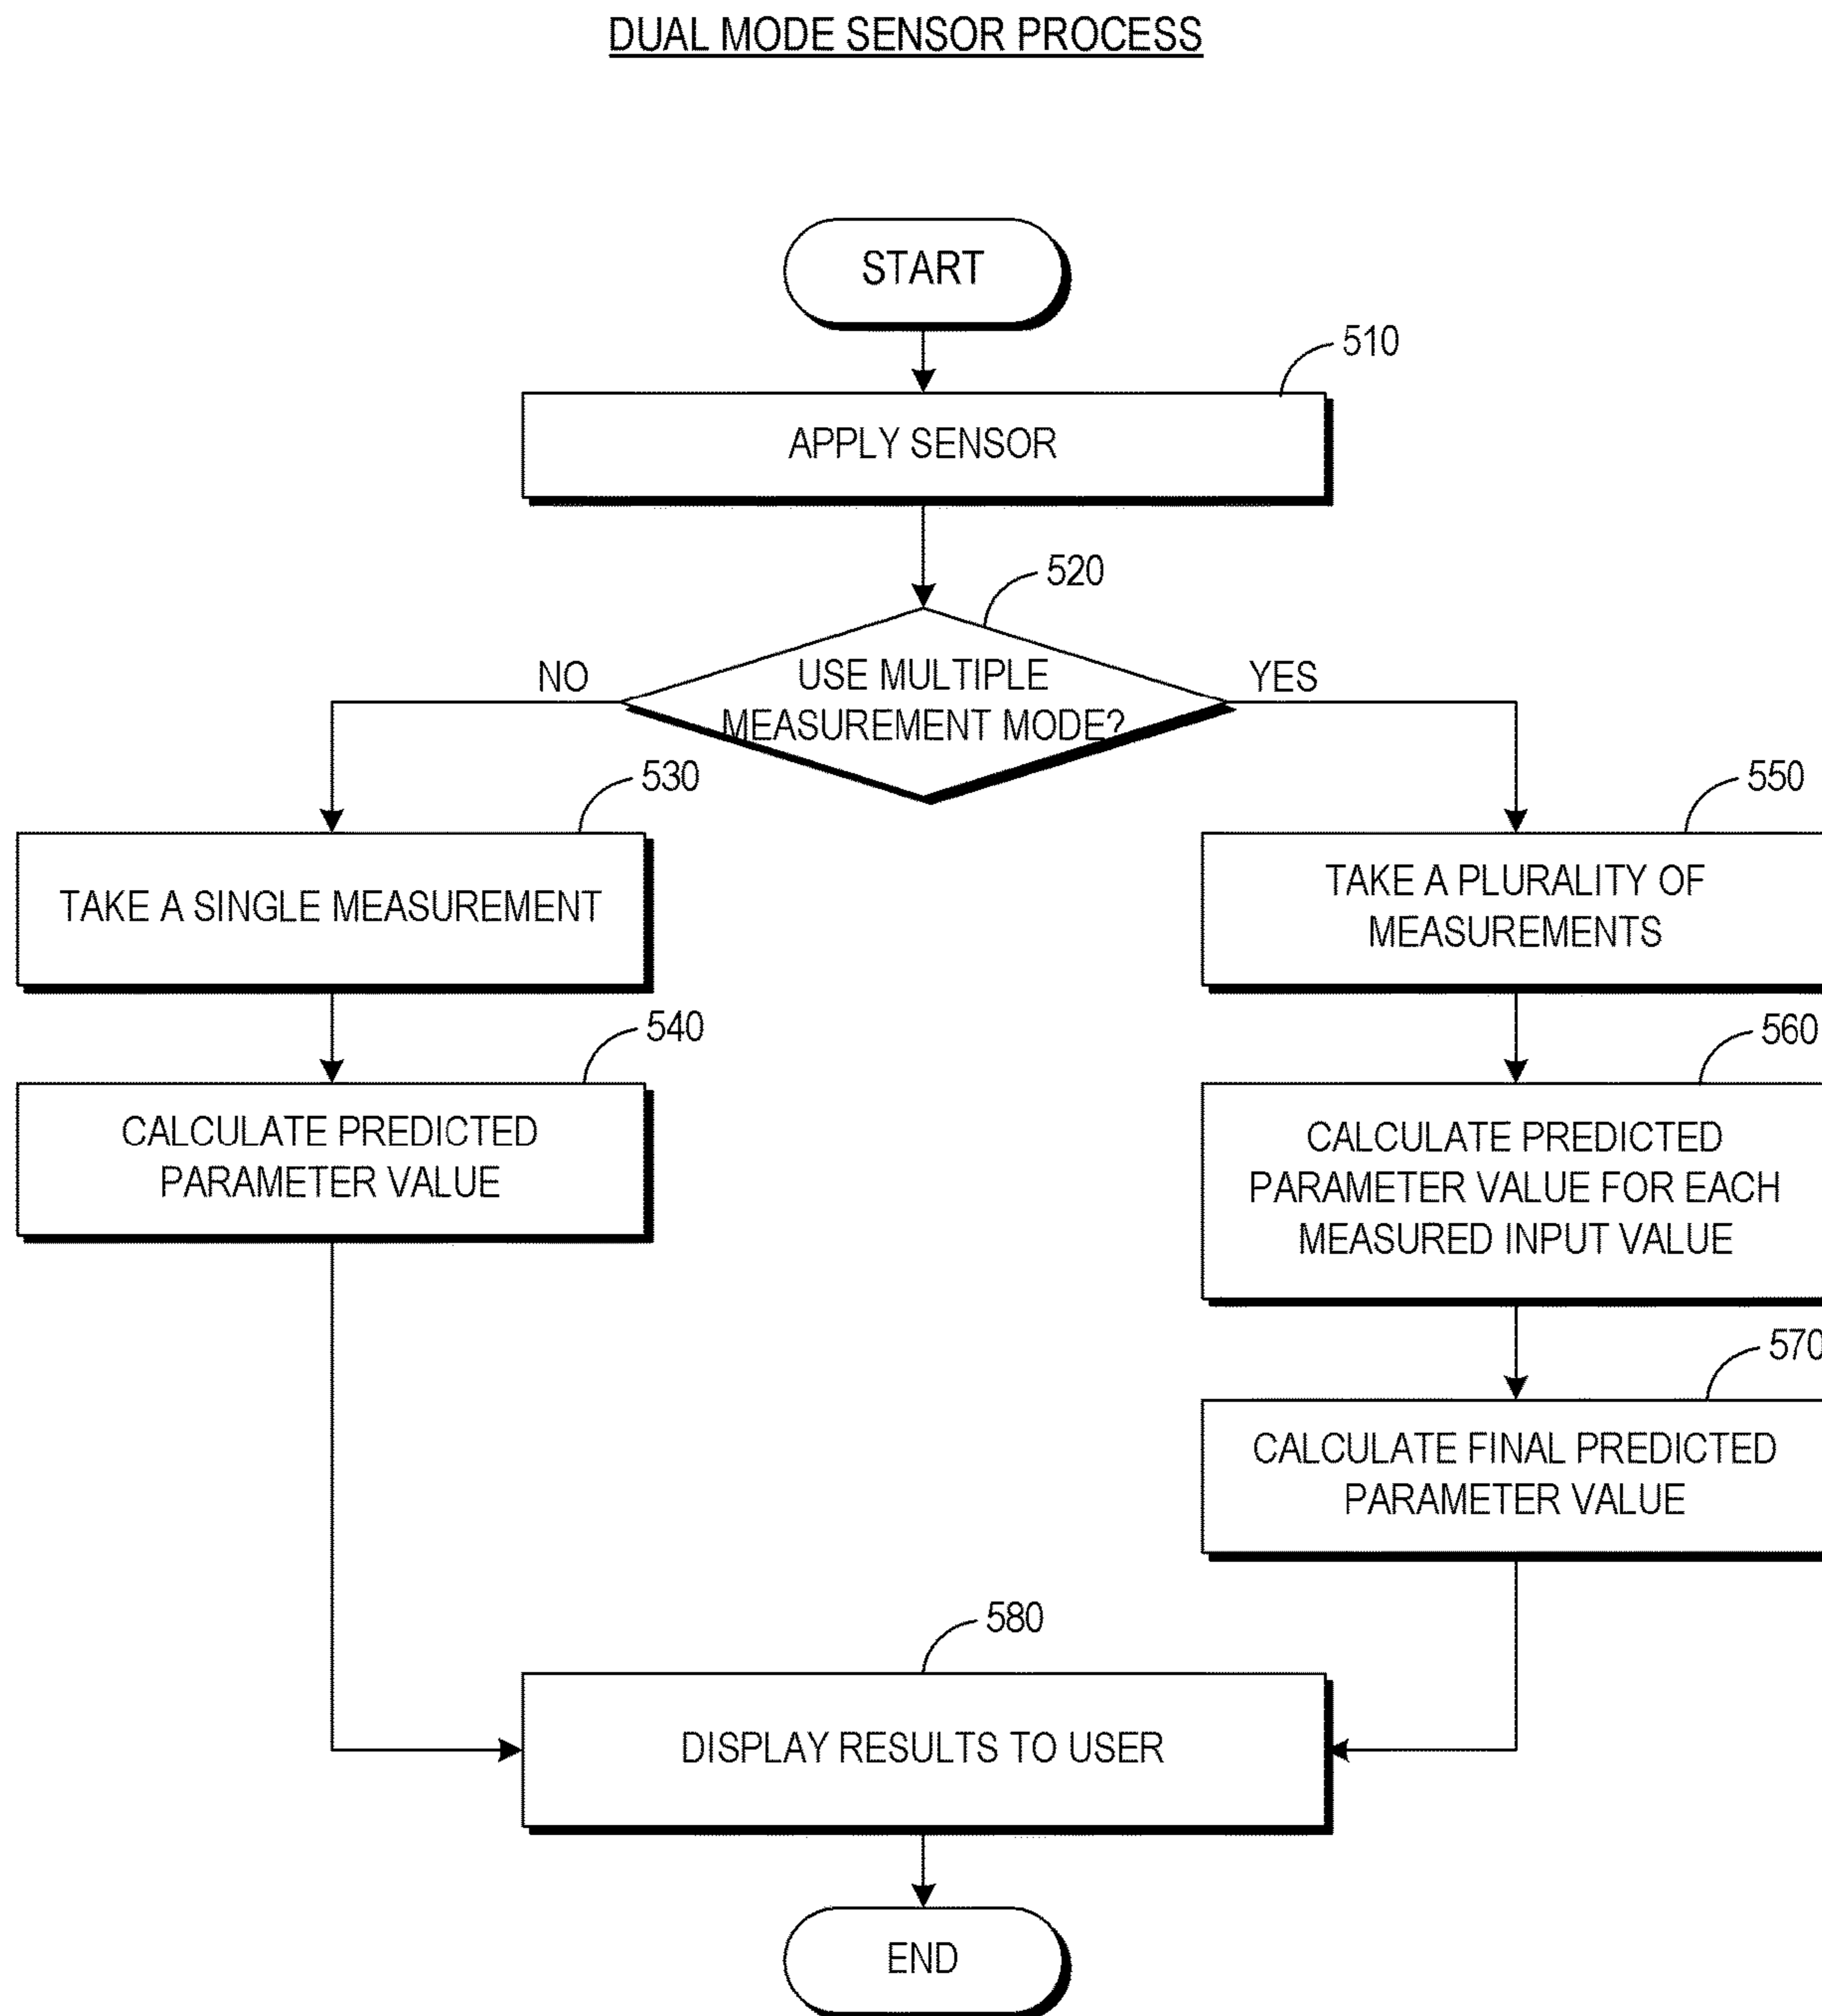 DUAL MODE SENSOR PROCESS
START
510
APPLY SENSOR
520
NO
USE MULTIPLE
MEASUREMENT MODE?
YES
530
TAKE A SINGLE MEASUREMENT
550
TAKE A PLURALITY OF
MEASUREMENTS
540
CALCULATE PREDICTED
PARAMETER VALUE
560
CALCULATE PREDICTED
PARAMETER VALUE FOR EACH
MEASURED INPUT VALUE
570
CALCULATE FINAL PREDICTED
PARAMETER VALUE
580
DISPLAY RESULTS TO USER
END